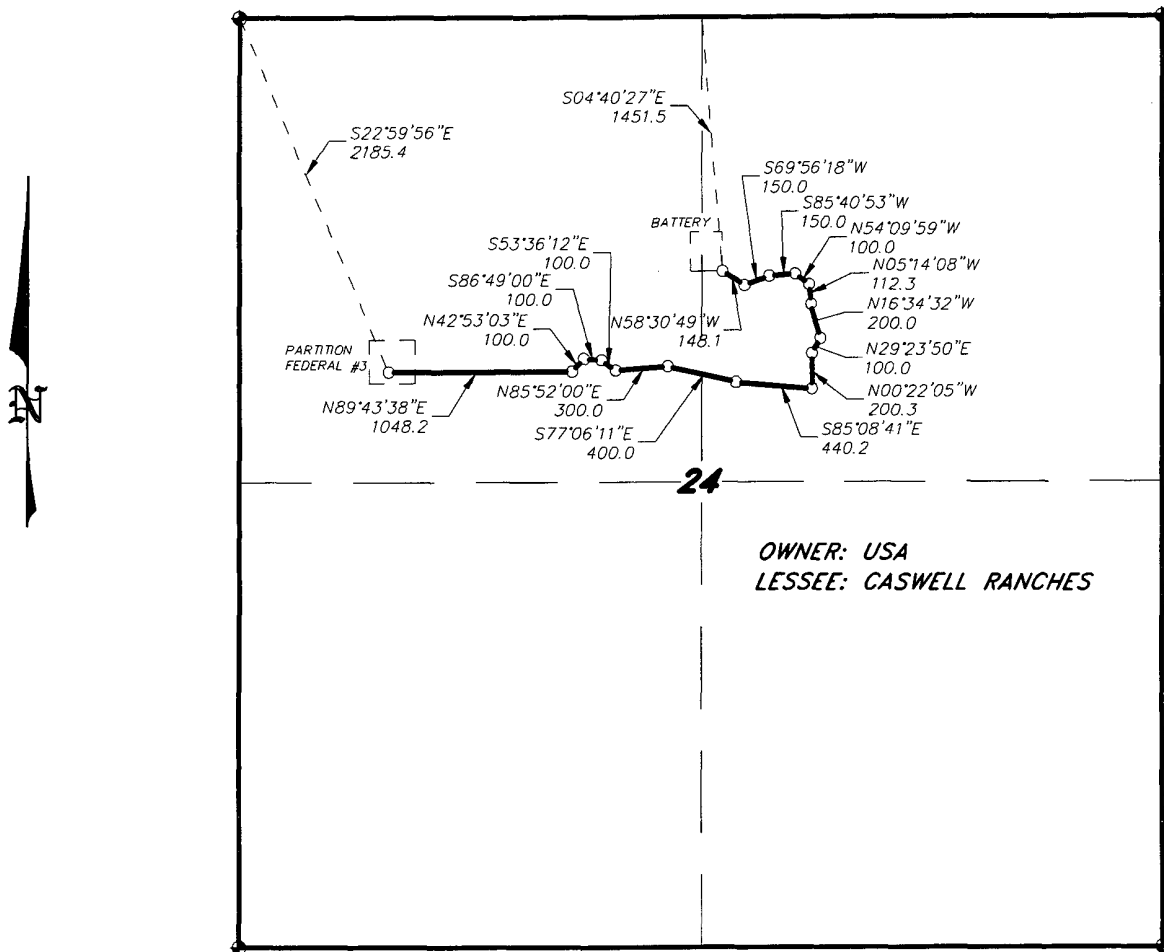 S04°40'27"E
1451.5
S22°59'56"E
2185.4
S69°56'18"W
150.0
S85°40'53"W
150.0
BATTERY
N54°09'59"W
100.0
S53°36'12"E
100.0
N05°14'08"W
112.3
S86°49'00"E
100.0
N16°34'32"W
200.0
N42°53'03"E
100.0
N58°30'49"W
148.1
N29°23'50"E
100.0
PARTITION
FEDERAL #3
N85°52'00"E
300.0
N00°22'05"W
200.3
N89°43'38"E
1048.2
S77°06'11"E
400.0
S85°08'41"E
440.2
N
24
OWNER: USA
LESSEE: CASWELL RANCHES